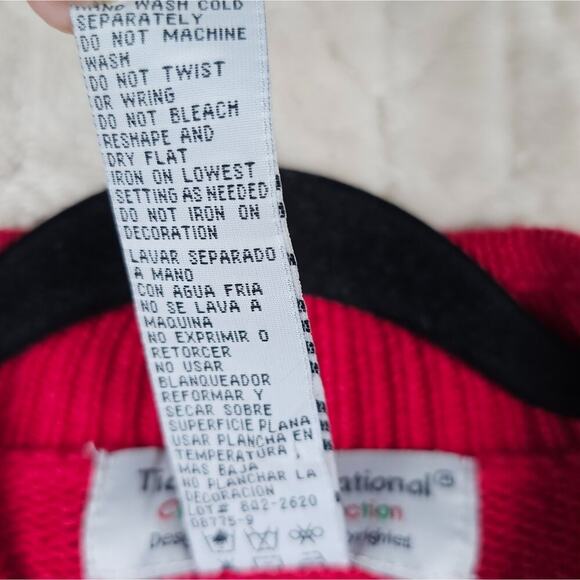 HAND WASH COLD
SEPARATELY
DO NOT MACHINE
WASH
DO NOT TWIST
OR WRING
DO NOT BLEACH
RESHAPE AND
DRY FLAT
IRON ON LOWEST
SETTING AS NEEDED
DO NOT IRON ON
DECORATION
LAVAR SEPARADO
A MANO
CON AGUA FRIA
NO SE LAVA A
MAQUINA
NO EXPRIMIR O
RETORCER
NO USAR
BLANQUEADOR
REFORMAR Y
SECAR SOBRE
SUPERFICIE PLANA
USAR PLANCHA EN
TEMPERATURA
MAS BAJA
NO PLANCHAR LA
DECORACION
LOT# 802-2620
08775-9